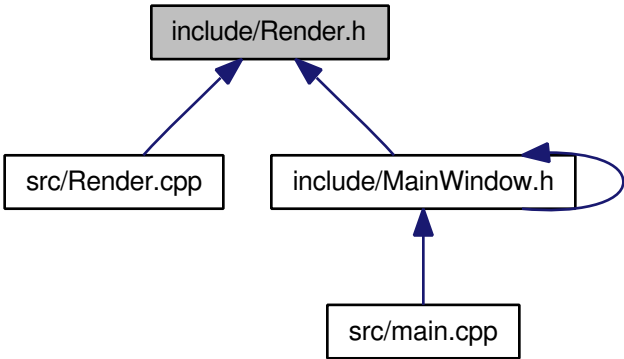 include/Render.h
src/Render.cpp
include/MainWindow.h
src/main.cpp